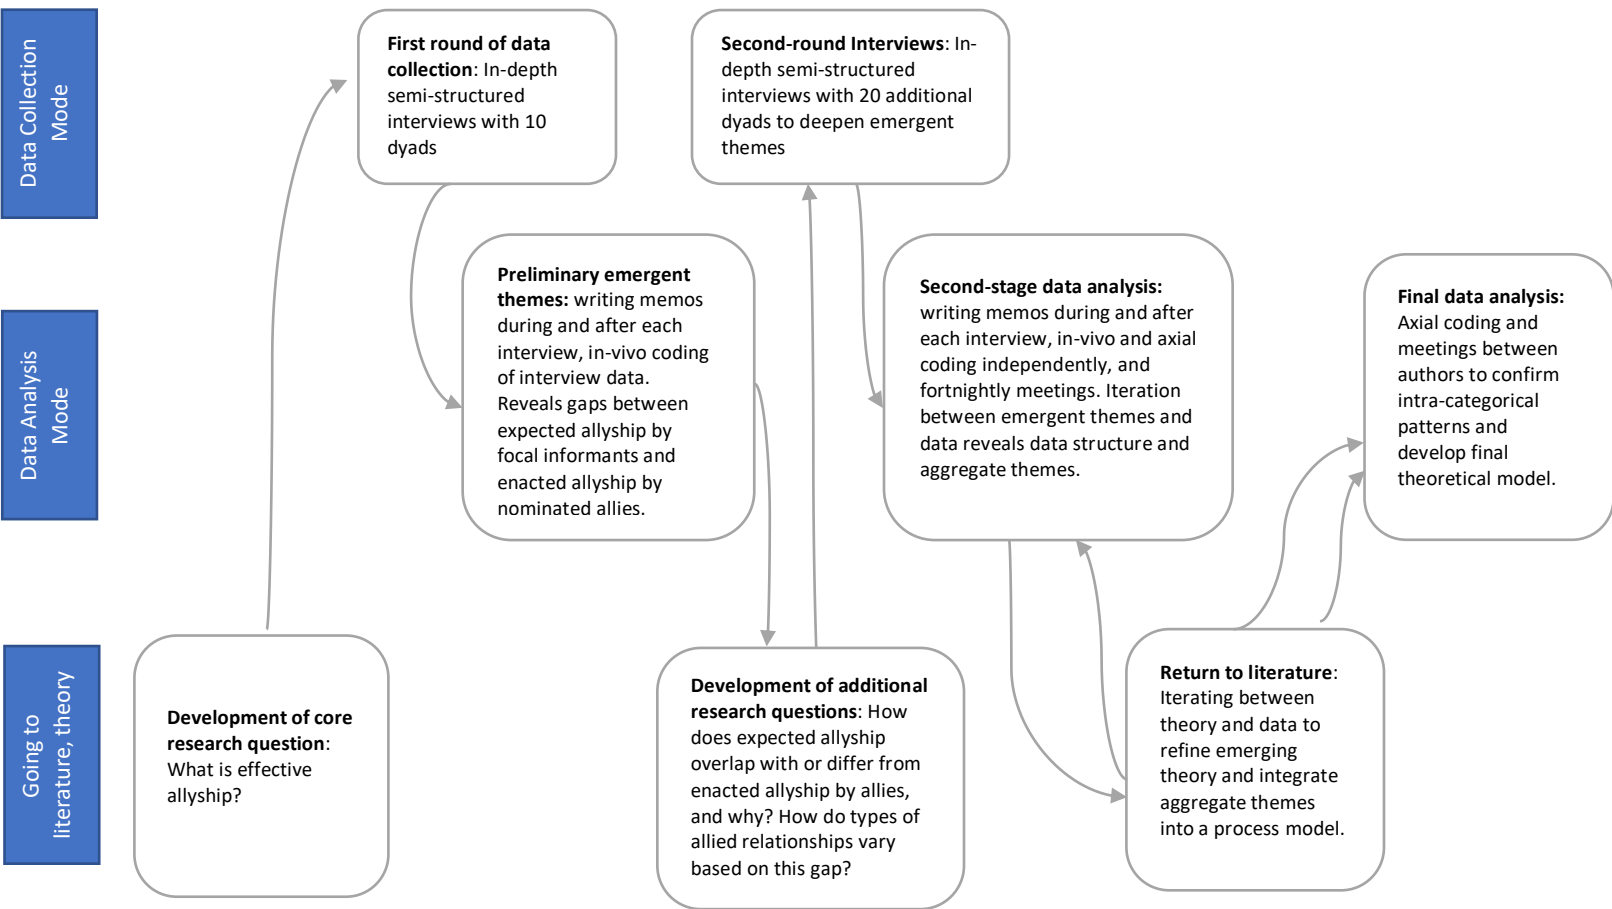 Data Collection
Mode
First round of data
collection: In-depth
semi-structured
interviews with 10
dyads
Second-round Interviews: In-
depth semi-structured
interviews with 20 additional
dyads to deepen emergent
themes
Data Analysis
Mode
Preliminary emergent
themes: writing memos
during and after each
interview, in-vivo coding
of interview data.
Reveals gaps between
expected allyship by
focal informants and
enacted allyship by
nominated allies.
Second-stage data analysis:
writing memos during and after
each interview, in-vivo and axial
coding independently, and
fortnightly meetings. Iteration
between emergent themes and
data reveals data structure and
aggregate themes.
Final data analysis:
Axial coding and
meetings between
authors to confirm
intra-categorical
patterns and
develop final
theoretical model.
Going to
literature, theory
Development of core
research question:
What is effective
allyship?
Development of additional
research questions: How
does expected allyship
overlap with or differ from
enacted allyship by allies,
and why? How do types of
allied relationships vary
based on this gap?
Return to literature:
Iterating between
theory and data to
refine emerging
theory and integrate
aggregate themes
into a process model.